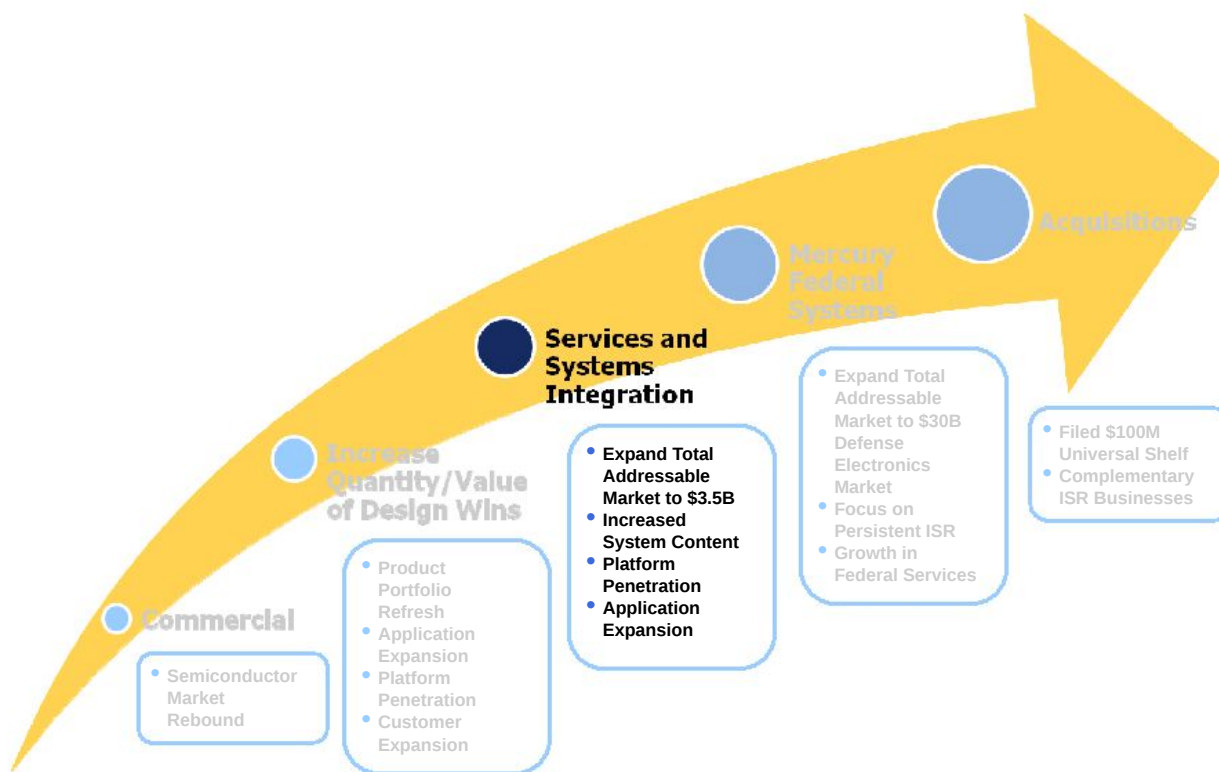 Commercial
• Semiconductor
Market
Rebound
Increase
Quantity/Value
of Design Wins
• Product
Portfolio
Refresh
• Application
Expansion
• Platform
Penetration
• Customer
Expansion
Services and
Systems
Integration
• Expand Total
Addressable
Market to $3.5B
• Increased
System Content
• Platform
Penetration
• Application
Expansion
Mercury
Federal
Systems
• Expand Total
Addressable
Market to $30B
Defense
Electronics
Market
• Focus on
Persistent ISR
• Growth in
Federal Services
Acquisitions
• Filed $100M
Universal Shelf
• Complementary
ISR Businesses